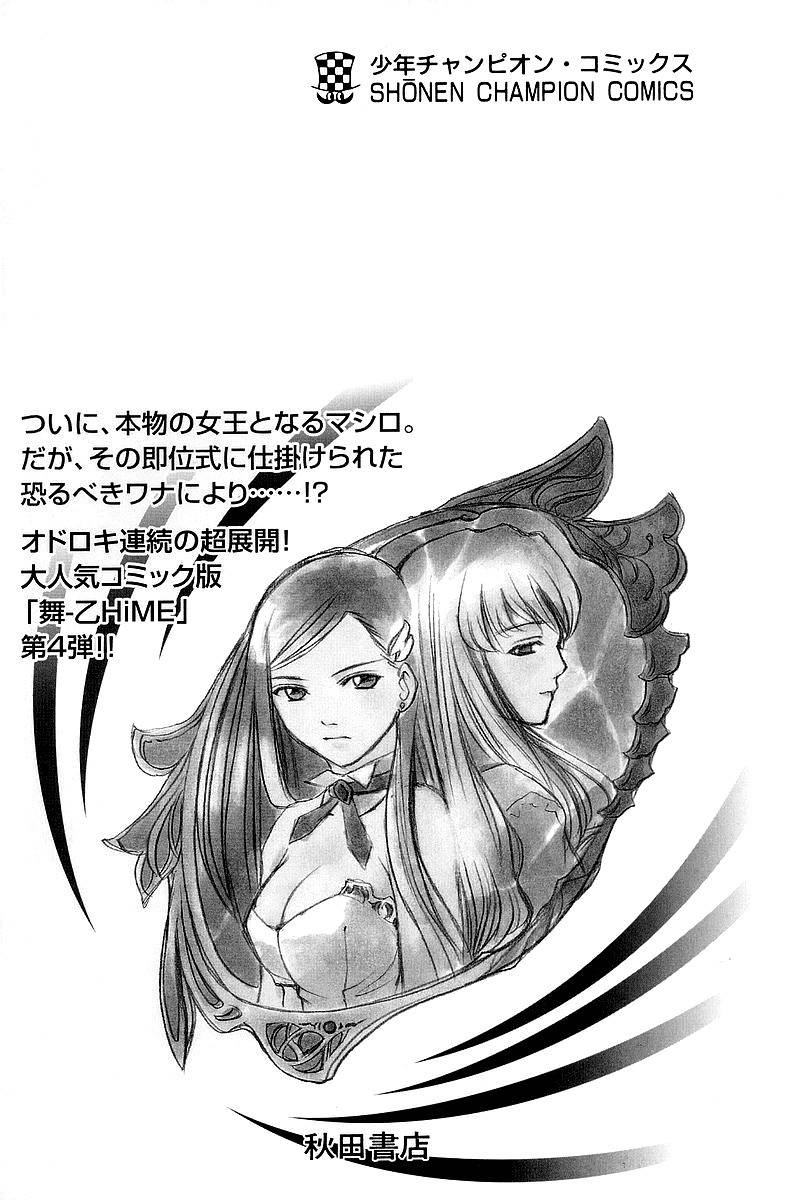 少年チャンピオン・コミックス
SHŌNEN CHAMPION COMICS
ついに、本物の女王となるマシロ。
だが、その即位式に仕掛けられた
恐るべきワナにより……!?
オドロキ連続の超展開!
大人気コミック版
「舞-乙HiME」
第4弾!!
秋田書店